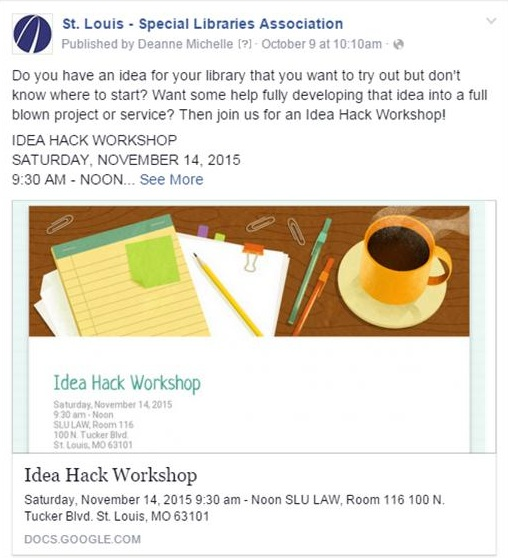 St. Louis - Special Libraries Association
Published by Deanne Michelle [?] · October 9 at 10:10am ·
Do you have an idea for your library that you want to try out but don't
know where to start? Want some help fully developing that idea into a full
blown project or service? Then join us for an Idea Hack Workshop!
IDEA HACK WORKSHOP
SATURDAY, NOVEMBER 14, 2015
9:30 AM - NOON... See More
Idea Hack Workshop
Saturday, November 14, 2015
9:30 am - Noon
SLU LAW, Room 116
100 N. Tucker Blvd.
St. Louis, MO 63101
Idea Hack Workshop
Saturday, November 14, 2015 9:30 am - Noon SLU LAW, Room 116 100 N.
Tucker Blvd. St. Louis, MO 63101
DOCS.GOOGLE.COM